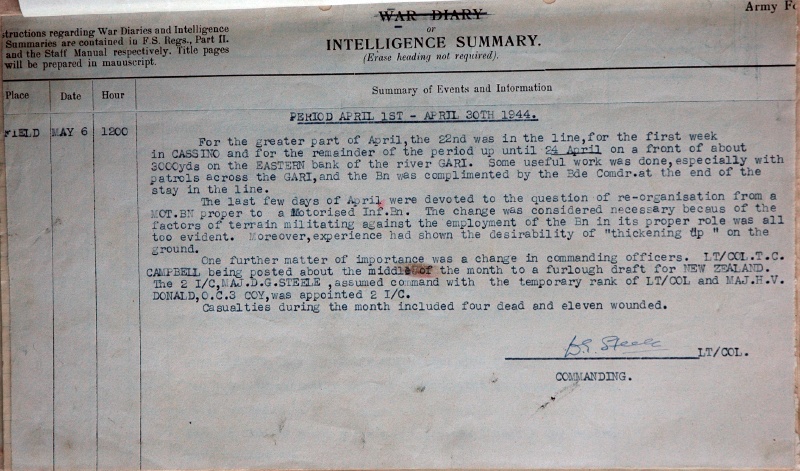 WAR DIARY
Army
or
INTELLIGENCE SUMMARY.
(Erase heading not required).
structions regarding War Diaries and Intelligence
Summaries are contained in F.S. Regs., Part II.
and the Staff Manual respectively. Title pages
will be prepared in manuscript.
Place Date Hour Summary of Events and Information
PERIOD APRIL 1ST - APRIL 30TH 1944.
FIELD MAY 6 1200
For the greater part of April,the 22nd was in the line,for the first week
in CASSINO and for the remainder of the period up until 24 April on a front of about
3000yds on the EASTERN bank of the river GARI. Some useful work was done,especially with
patrols across the GARI,and the Bn was complimented by the Bde Comdr.at the end of the
stay in the line.
The last few days of April were devoted to the question of re-organisation from a
MOT.BN proper to a Motorised Inf.Bn. The change was considered necessary becaus of the
factors of terrain militating against the employment of the Bn in its proper role was all
too evident. Moreover,experience had shown the desirability of "thickening up " on the
ground.
One further matter of importance was a change in commanding officers. LT/COL.T.C.
CAMPBELL being posted about the middle of the month to a furlough draft for NEW ZEALAND.
The 2 I/C,MAJ.D.G.STEELE ,assumed command with the temporary rank of LT/COL and MAJ.H.V.
DONALD,O.C.3 COY,was appointed 2 I/C.
Casualties during the month included four dead and eleven wounded.
D.G. Steele LT/COL.
COMMANDING.